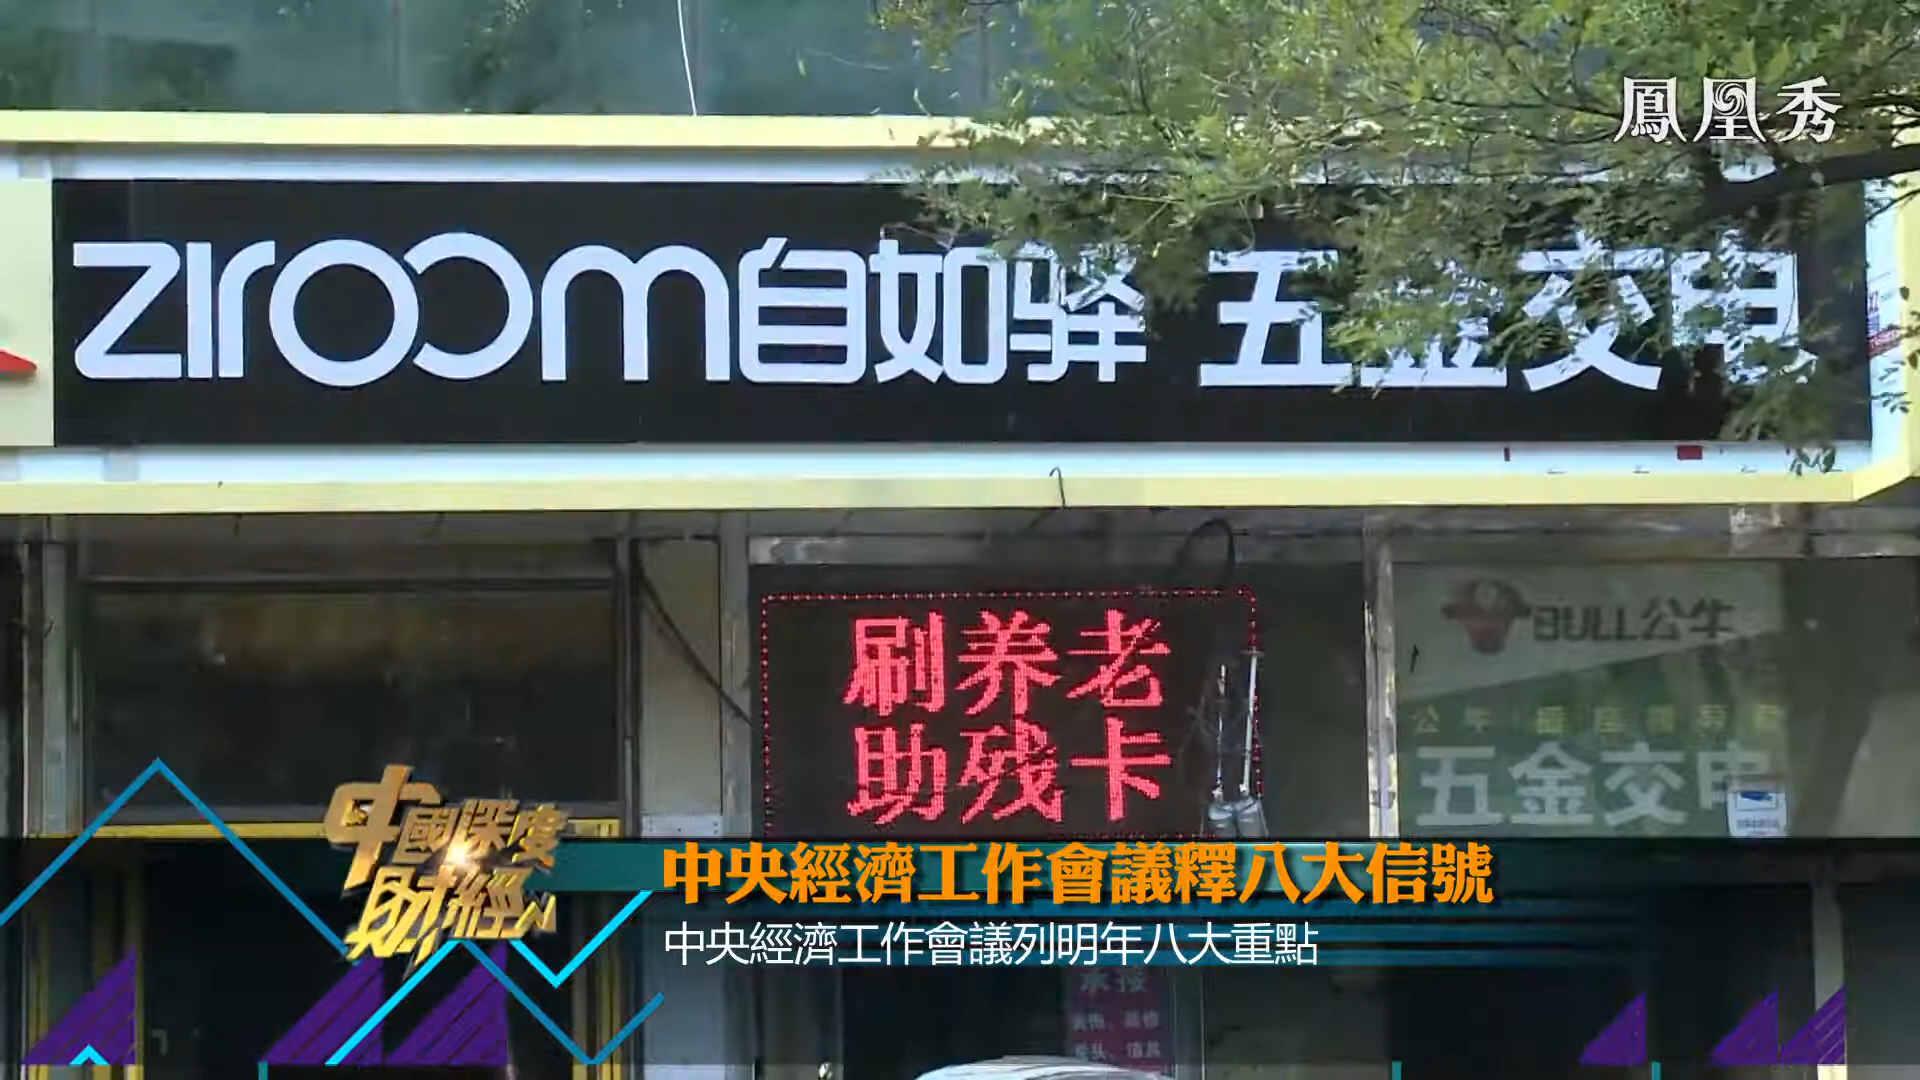 鳳凰秀
ziroom自如驿 五金交电
BULL公牛
刷养老
助残卡
五金交电
中國深度
財經
中央經濟工作會議釋八大信號
中央經濟工作會議列明年八大重點
承接